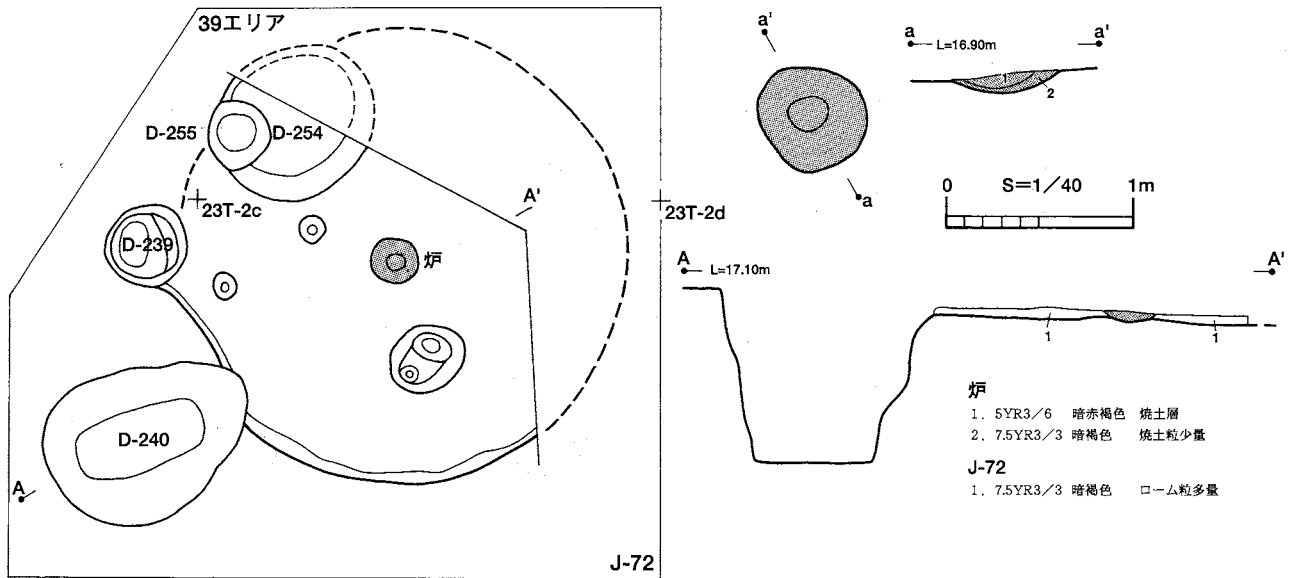 39エリア
D-255
D-254
23T-2c
A'
23T-2d
D-239
炉
D-240
A
J-72
a'
a
a
a'
L=16.90m
1
2
0 S=1/40 1m
A
A'
L=17.10m
1
1
炉
1. 5YR3/6 暗赤褐色 焼土層
2. 7.5YR3/3 暗褐色 焼土粒少量
J-72
1. 7.5YR3/3 暗褐色 ローム粒多量